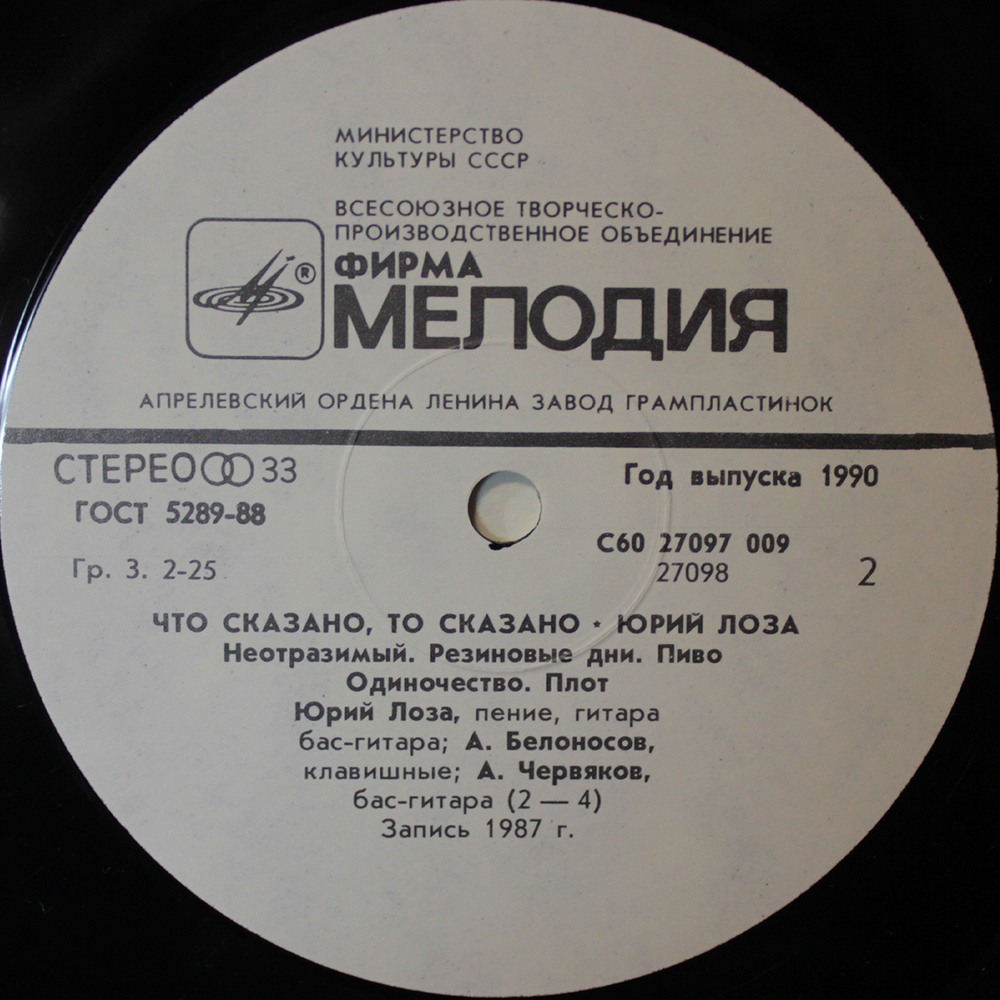 МИНИСТЕРСТВО
КУЛЬТУРЫ СССР
ВСЕСОЮЗНОЕ ТВОРЧЕСКО-
ПРОИЗВОДСТВЕННОЕ ОБЪЕДИНЕНИЕ
®
ФИРМА
МЕЛОДИЯ
АПРЕЛЕВСКИЙ ОРДЕНА ЛЕНИНА ЗАВОД ГРАМПЛАСТИНОК
СТЕРЕО 33
Год выпуска 1990
ГОСТ 5289-88
С60 27097 009
Гр. 3. 2-25
27098
2
ЧТО СКАЗАНО, ТО СКАЗАНО * ЮРИЙ ЛОЗА
Неотразимый. Резиновые дни. Пиво
Одиночество. Плот
Юрий Лоза, пение, гитара
бас-гитара; А. Белоносов,
клавишные; А. Червяков,
бас-гитара (2 — 4)
Запись 1987 г.